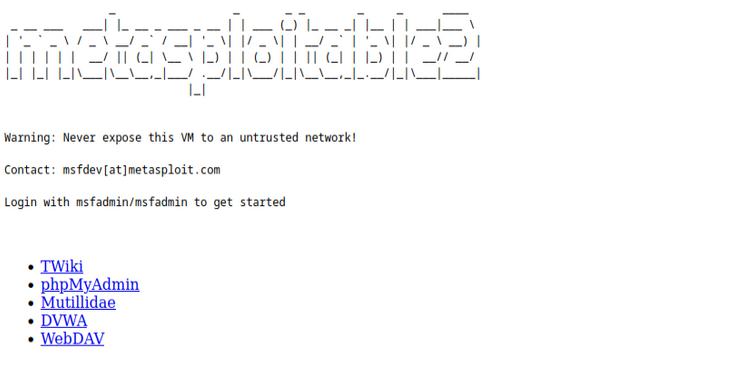 metasploitable2
Warning: Never expose this VM to an untrusted network!
Contact: msfdev[at]metasploit.com
Login with msfadmin/msfadmin to get started
TWiki
phpMyAdmin
Mutillidae
DVWA
WebDAV